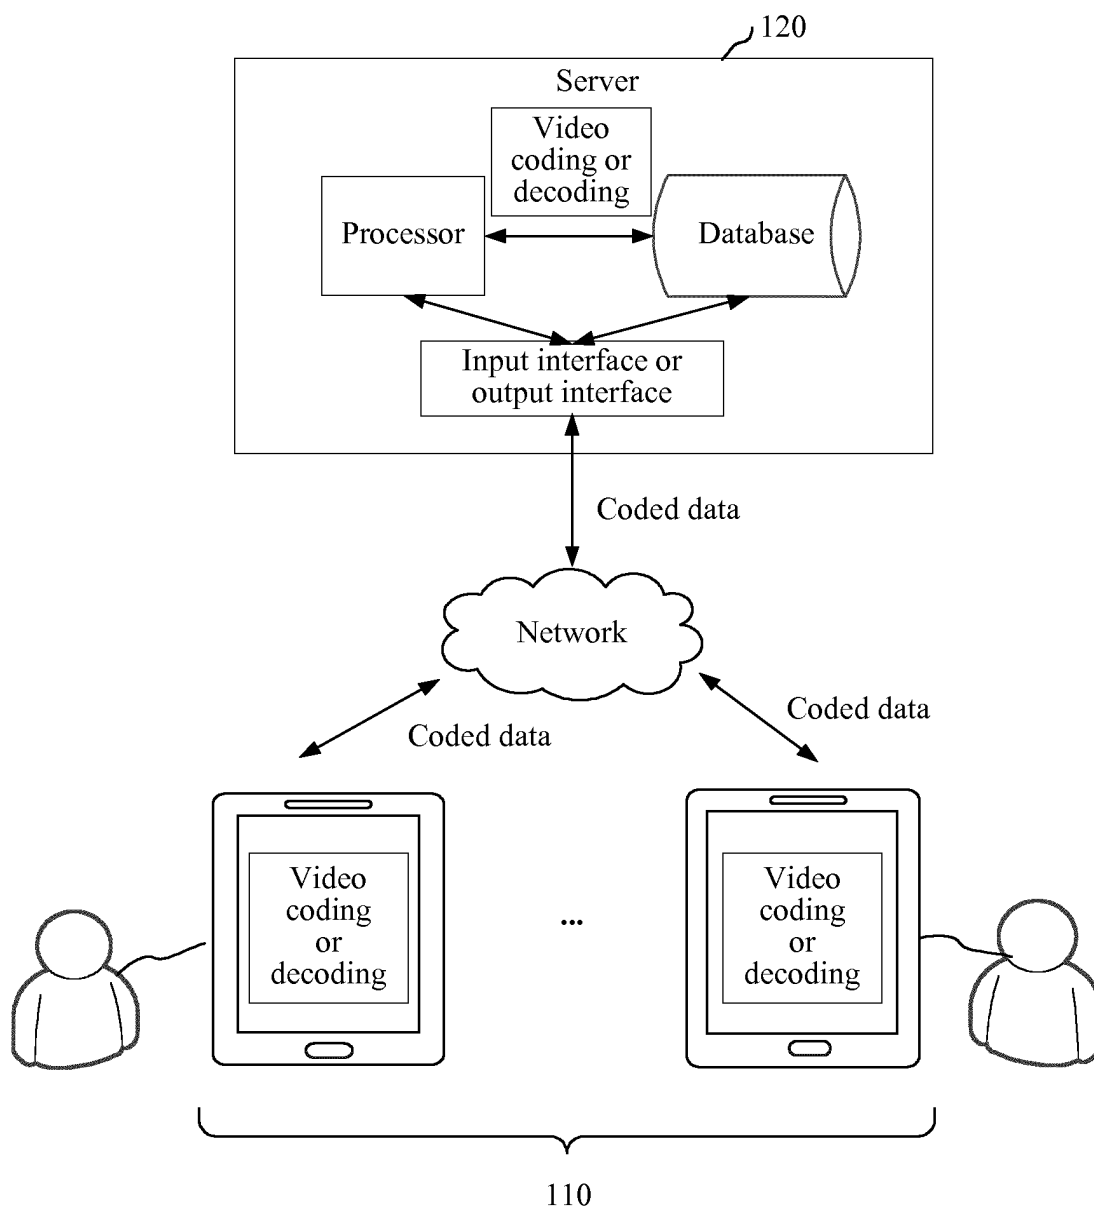 120
Server
Video
coding or
decoding
Processor
Database
Input interface or
output interface
Coded data
Network
Coded data
Coded data
Video
coding
or
decoding
...
Video
coding
or
decoding
110